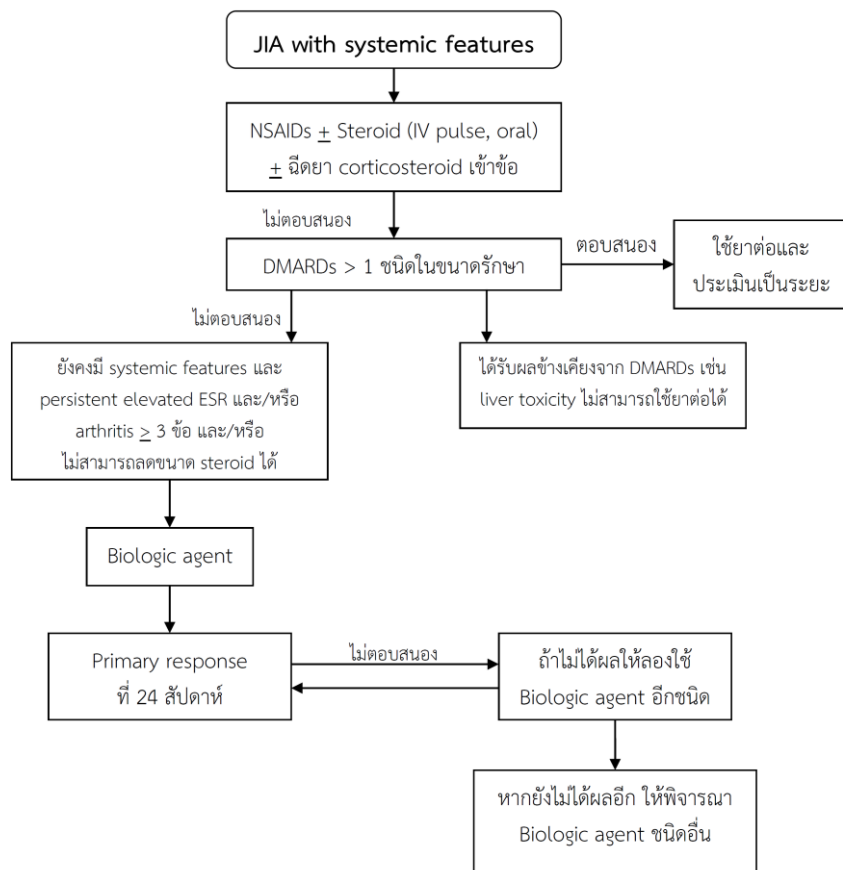 JIA with systemic features
NSAIDs + Steroid (IV pulse, oral)
+ ฉีดยา corticosteroid เข้าข้อ
ไม่ตอบสนอง
DMARDs > 1 ชนิดในขนาดรักษา
ตอบสนอง
ใช้ยาต่อและ
ประเมินเป็นระยะ
ไม่ตอบสนอง
ยังคงมี systemic features และ
persistent elevated ESR และ/หรือ
arthritis > 3 ข้อ และ/หรือ
ไม่สามารถลดขนาด steroid ได้
ได้รับผลข้างเคียงจาก DMARDs เช่น
liver toxicity ไม่สามารถใช้ยาต่อได้
Biologic agent
Primary response
ที่ 24 สัปดาห์
ไม่ตอบสนอง
ถ้าไม่ได้ผลให้ลองใช้
Biologic agent อีกชนิด
หากยังไม่ได้ผลอีก ให้พิจารณา
Biologic agent ชนิดอื่น